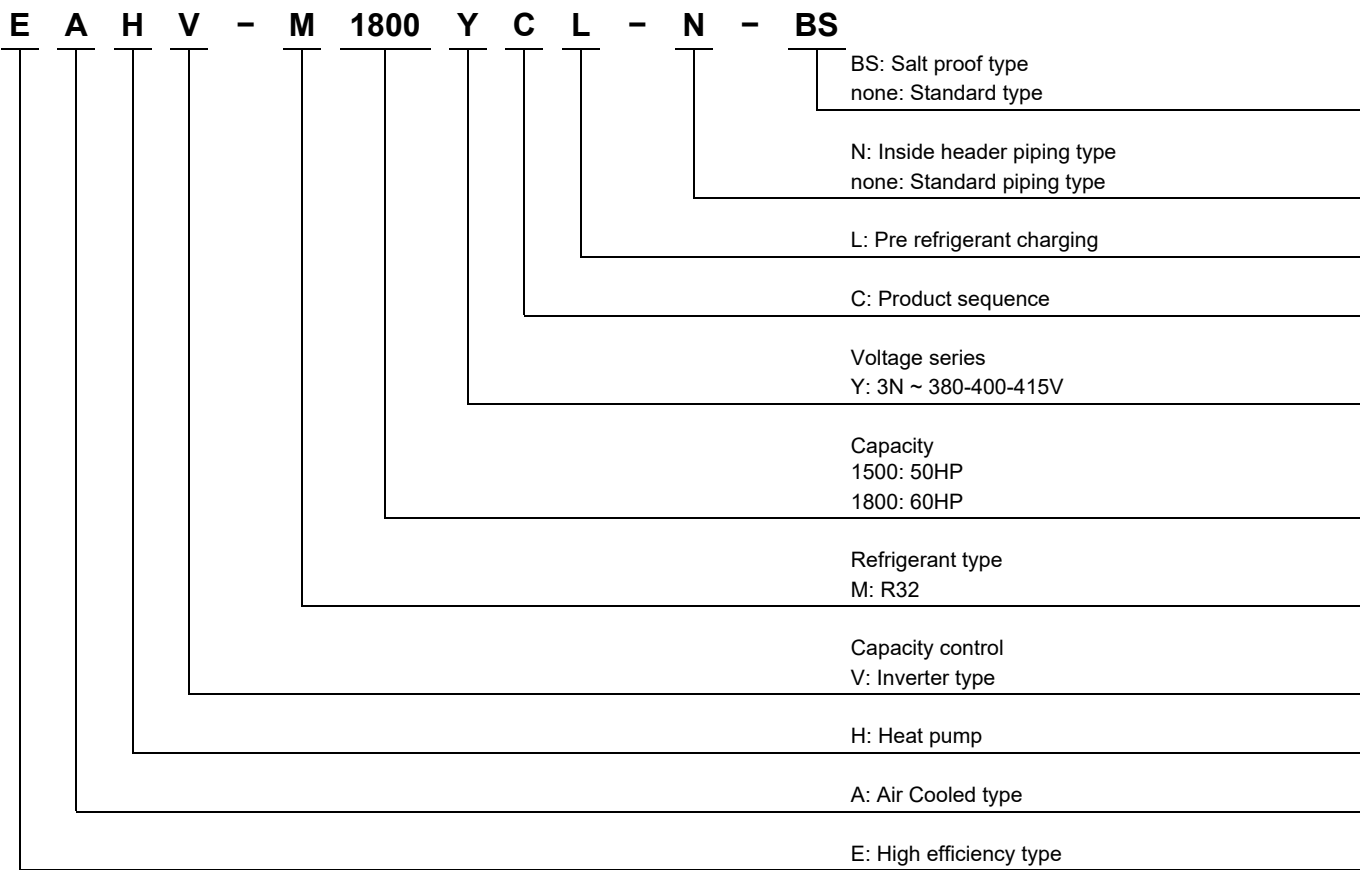 E A H V - M 1800 Y C L - N - BS
BS: Salt proof type
none: Standard type
N: Inside header piping type
none: Standard piping type
L: Pre refrigerant charging
C: Product sequence
Voltage series
Y: 3N ~ 380-400-415V
Capacity
1500: 50HP
1800: 60HP
Refrigerant type
M: R32
Capacity control
V: Inverter type
H: Heat pump
A: Air Cooled type
E: High efficiency type